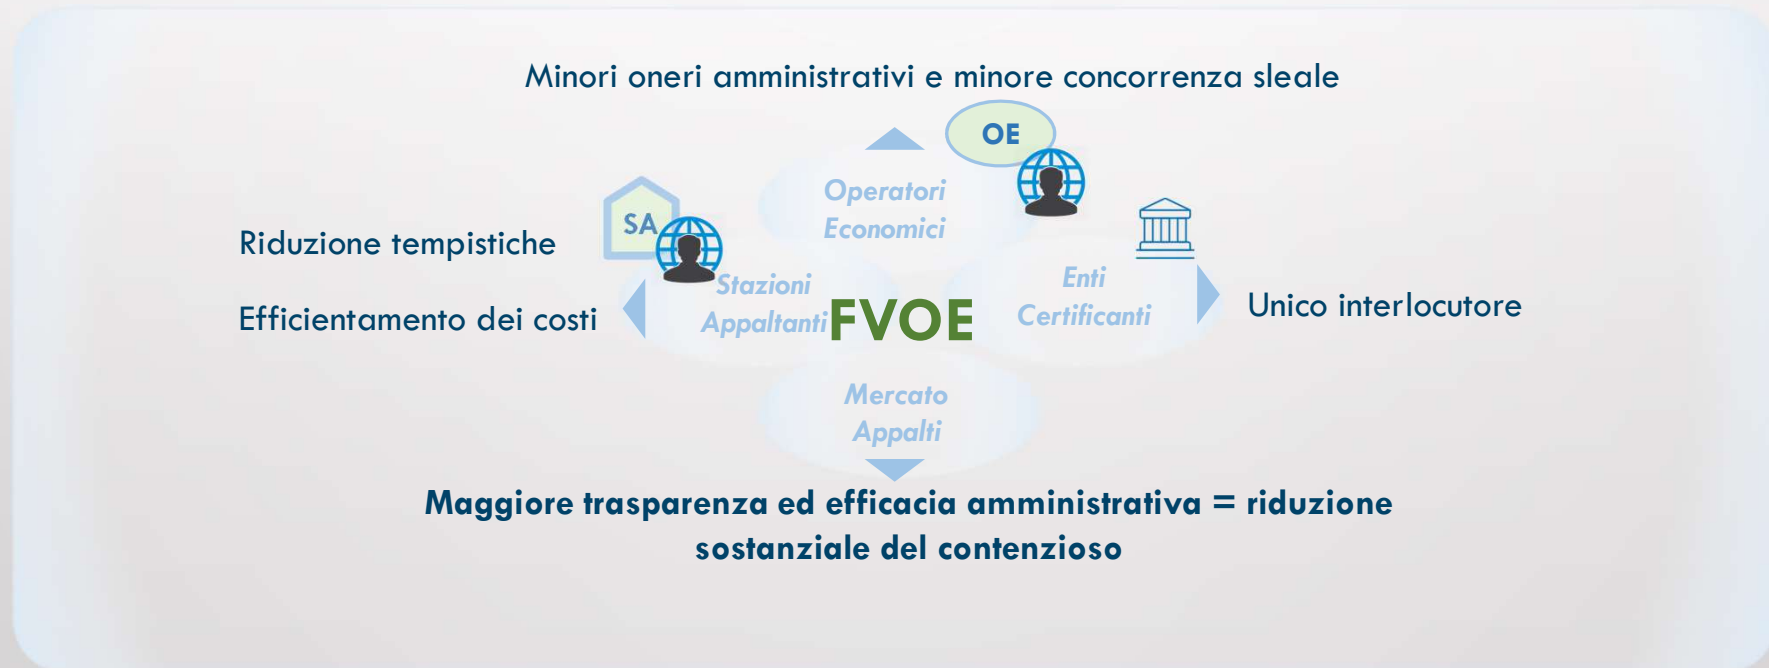 Minori oneri amministrativi e minore concorrenza sleale
OE
Operatori
Economici
SA
Riduzione tempistiche
Efficientamento dei costi
Stazioni
Appaltanti
FVOE
Enti
Certificanti
Unico interlocutore
Mercato
Appalti
Maggiore trasparenza ed efficacia amministrativa = riduzione
sostanziale del contenzioso